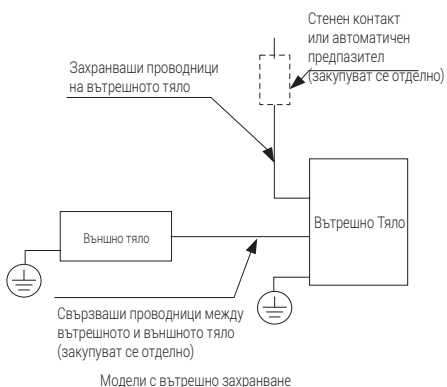 Стенен контакт
или автоматичен
предпазител
(закупуват се отделно)
Захранващи проводници
на вътрешното тяло
Вътрешно Тяло
Външно тяло
Свързващи проводници между
вътрешното и външното тяло
(закупуват се отделно)
Модели с вътрешно захранване